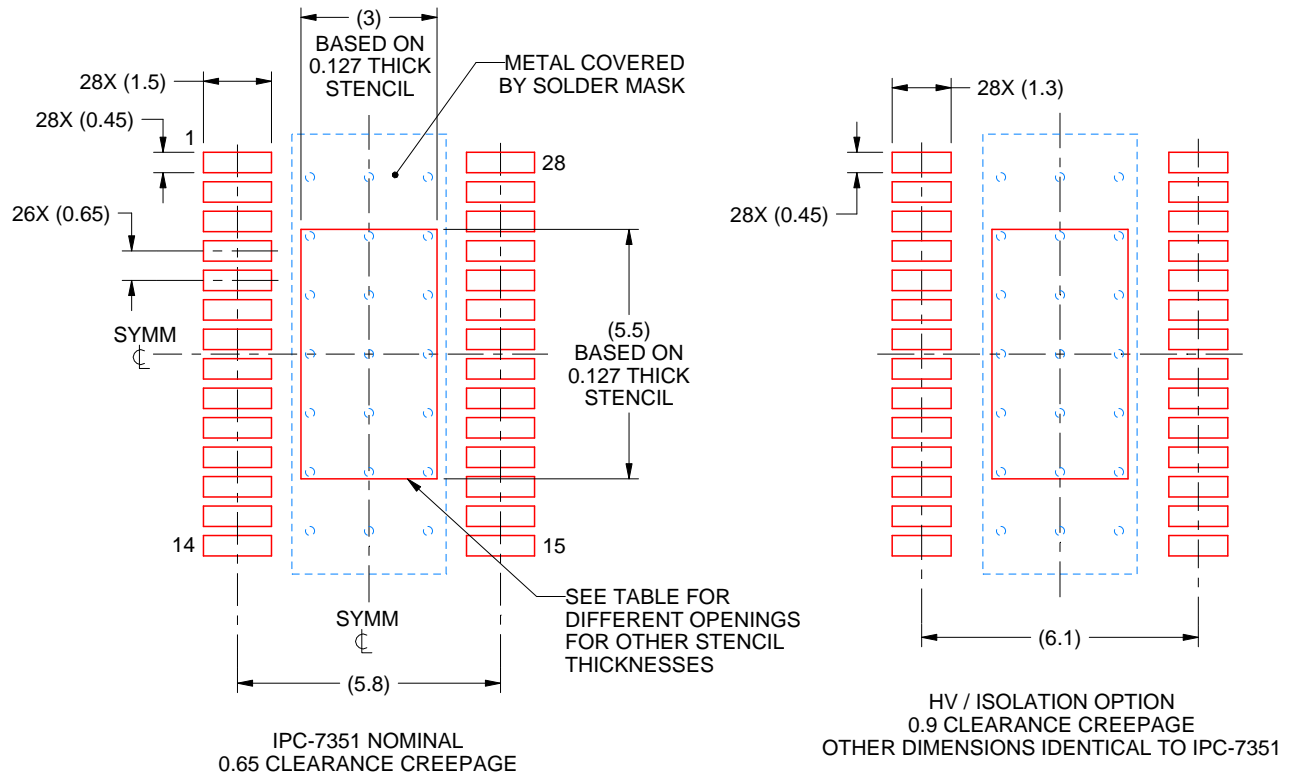 (3)
BASED ON
0.127 THICK
STENCIL
METAL COVERED
BY SOLDER MASK
28X (1.5)
28X (0.45)
1
28
26X (0.65)
SYMM
℄
(5.5)
BASED ON
0.127 THICK
STENCIL
14
15
SYMM
℄
SEE TABLE FOR
DIFFERENT OPENINGS
FOR OTHER STENCIL
THICKNESSES
(5.8)
IPC-7351 NOMINAL
0.65 CLEARANCE CREEPAGE
28X (1.3)
28X (0.45)
(6.1)
HV / ISOLATION OPTION
0.9 CLEARANCE CREEPAGE
OTHER DIMENSIONS IDENTICAL TO IPC-7351